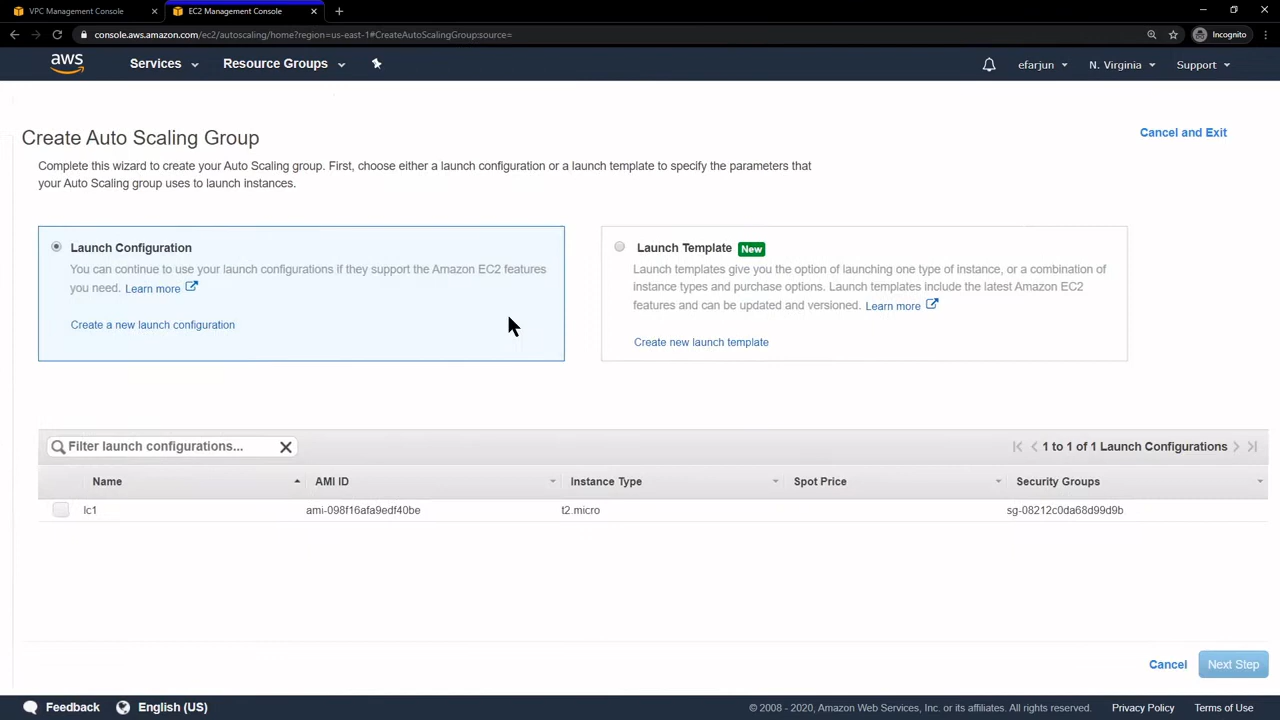 VPC Management Console
EC2 Management Console
console.aws.amazon.com/ec2/autoscaling/home?region=us-east-1#CreateAutoScalingGroup:source=
Incognito
aws
Services
Resource Groups
efarjun
N. Virginia
Support
Create Auto Scaling Group
Cancel and Exit
Complete this wizard to create your Auto Scaling group. First, choose either a launch configuration or a launch template to specify the parameters that
your Auto Scaling group uses to launch instances.
Launch Configuration
You can continue to use your launch configurations if they support the Amazon EC2 features
you need. Learn more
Create a new launch configuration
Launch Template New
Launch templates give you the option of launching one type of instance, or a combination of
instance types and purchase options. Launch templates include the latest Amazon EC2
features and can be updated and versioned. Learn more
Create new launch template
Filter launch configurations...
1 to 1 of 1 Launch Configurations
Name AMI ID Instance Type Spot Price Security Groups
lc1 ami-098f16afa9edf40be t2.micro sg-08212c0da68d99d9b
Cancel
Next Step
Feedback
English (US)
© 2008 - 2020, Amazon Web Services, Inc. or its affiliates. All rights reserved.
Privacy Policy
Terms of Use